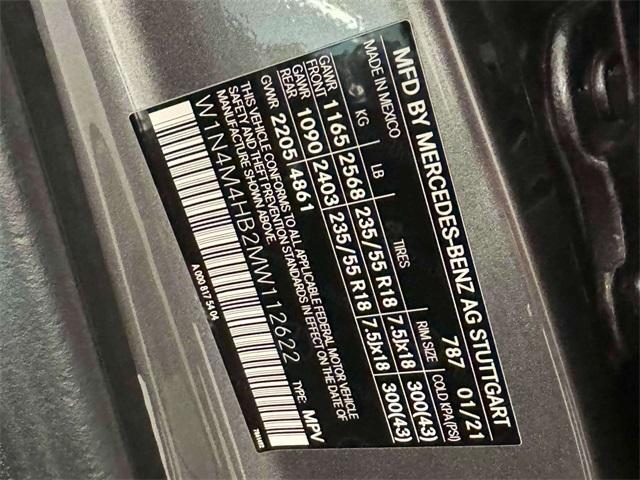 MFD BY MERCEDES-BENZ AG STUTTGART
MADE IN MEXICO 787 01/21
KG LB TIRES RIM SIZE COLD KPA(PSI)
GAWR FRONT 1165 2568 235/55 R18 7.5Jx18 300(43)
GAWR REAR 1090 2403 235/55 R18 7.5Jx18 300(43)
GVWR 2205 4861
THIS VEHICLE CONFORMS TO ALL APPLICABLE FEDERAL MOTOR VEHICLE
SAFETY AND THEFT PREVENTION STANDARDS IN EFFECT ON THE DATE OF
MANUFACTURE SHOWN ABOVE.
W1N4M4HB2MW112622 TYPE: MPV
A 000 817 54 04